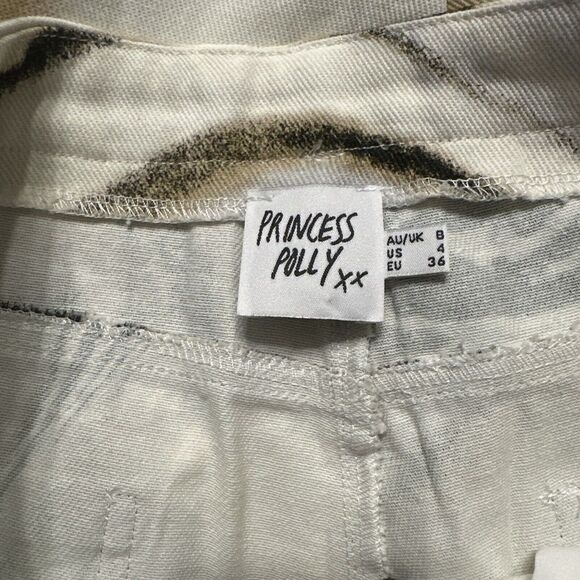 PRINCESS
POLLY
xx
AU/UK 8
US 4
EU 36